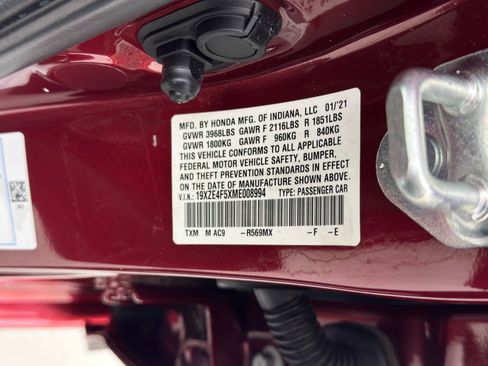 MFD. BY HONDA MFG. OF INDIANA, LLC 01/'21
GVWR 3968LBS GAWR F 2116LBS R 1851LBS
GVWR 1800KG GAWR F 960KG R 840KG
THIS VEHICLE CONFORMS TO ALL APPLICABLE
FEDERAL MOTOR VEHICLE SAFETY, BUMPER,
AND THEFT PREVENTION STANDARDS IN EFFECT
ON THE DATE OF MANUFACTURE SHOWN ABOVE.
V.I.N.: 19XZE4F5XME008994 TYPE: PASSENGER CAR
TXM M AC9 -R569MX -F -E